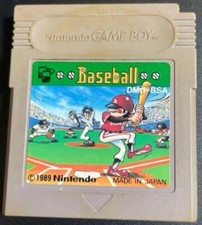 Nintendo GAME BOY
Baseball
DMG-BSA
©1989 Nintendo
MADE IN JAPAN